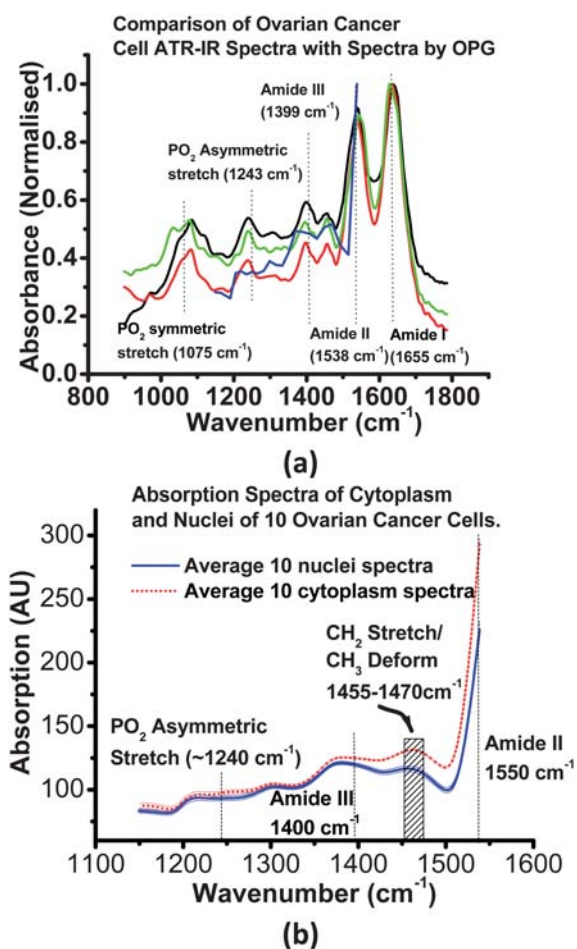 Comparison of Ovarian Cancer
Cell ATR-IR Spectra with Spectra by OPG
Absorbance (Normalised)
1.0
0.8
0.6
0.4
0.2
0.0
Amide III
(1399 cm⁻¹)
PO₂ Asymmetric
stretch (1243 cm⁻¹)
PO₂ symmetric
stretch (1075 cm⁻¹)
Amide II
(1538 cm⁻¹)
Amide I
(1655 cm⁻¹)
1000 1200 1400 1600 1800
Wavenumber (cm⁻¹)
(a)
Absorption Spectra of Cytoplasm
and Nuclei of 10 Ovarian Cancer Cells.
Absorption (AU)
300
250
200
150
100
Average 10 nuclei spectra
Average 10 cytoplasm spectra
CH₂ Stretch/
CH₃ Deform
1455-1470cm⁻¹
PO₂ Asymmetric
Stretch (~1240 cm⁻¹)
Amide III
1400 cm⁻¹
Amide II
1550 cm⁻¹
1100 1200 1300 1400 1500 1600
Wavenumber (cm⁻¹)
(b)